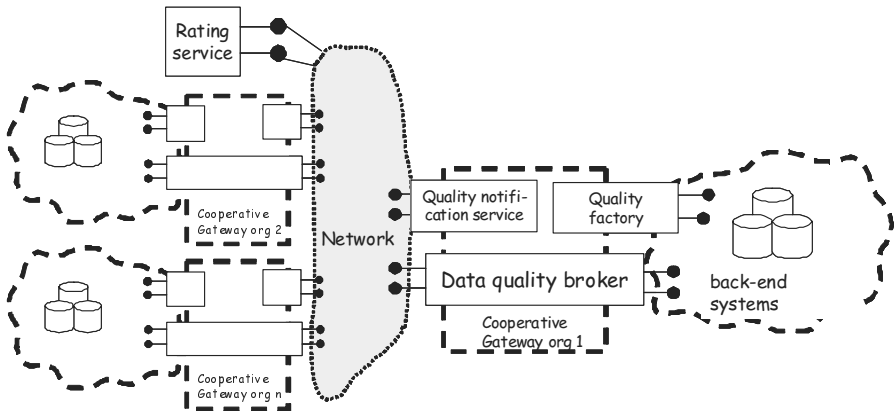 Rating
service
Cooperative
Gateway org 2
Network
Quality notifi-
cation service
Quality
factory
Data quality broker
back-end
systems
Cooperative
Gateway org 1
Cooperative
Gateway org n